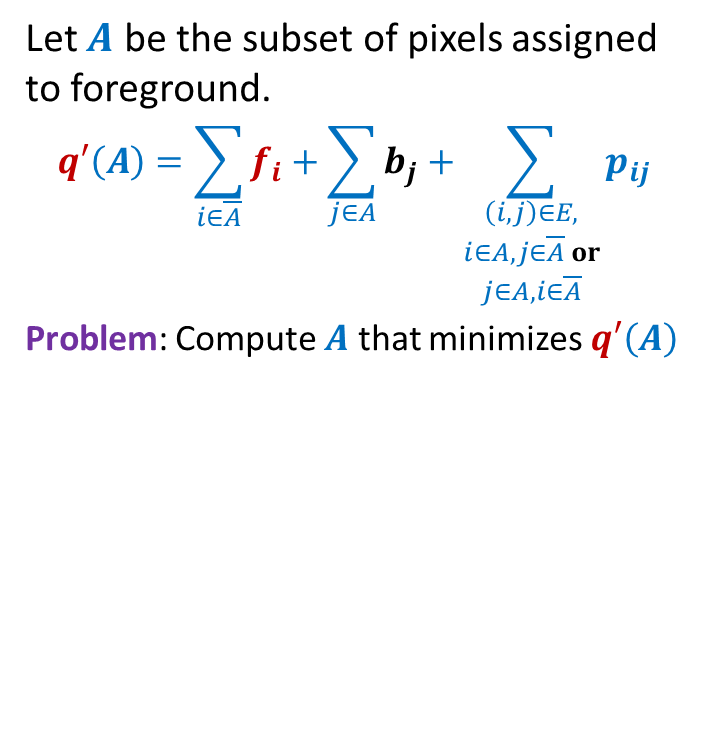 Let A be the subset of pixels assigned
to foreground.
q′(A) = ∑ f_i + ∑ b_j + ∑ p_ij
i∈A̅ j∈A (i,j)∈E,
i∈A,j∈A̅ or
j∈A,i∈A̅
Problem: Compute A that minimizes q′(A)